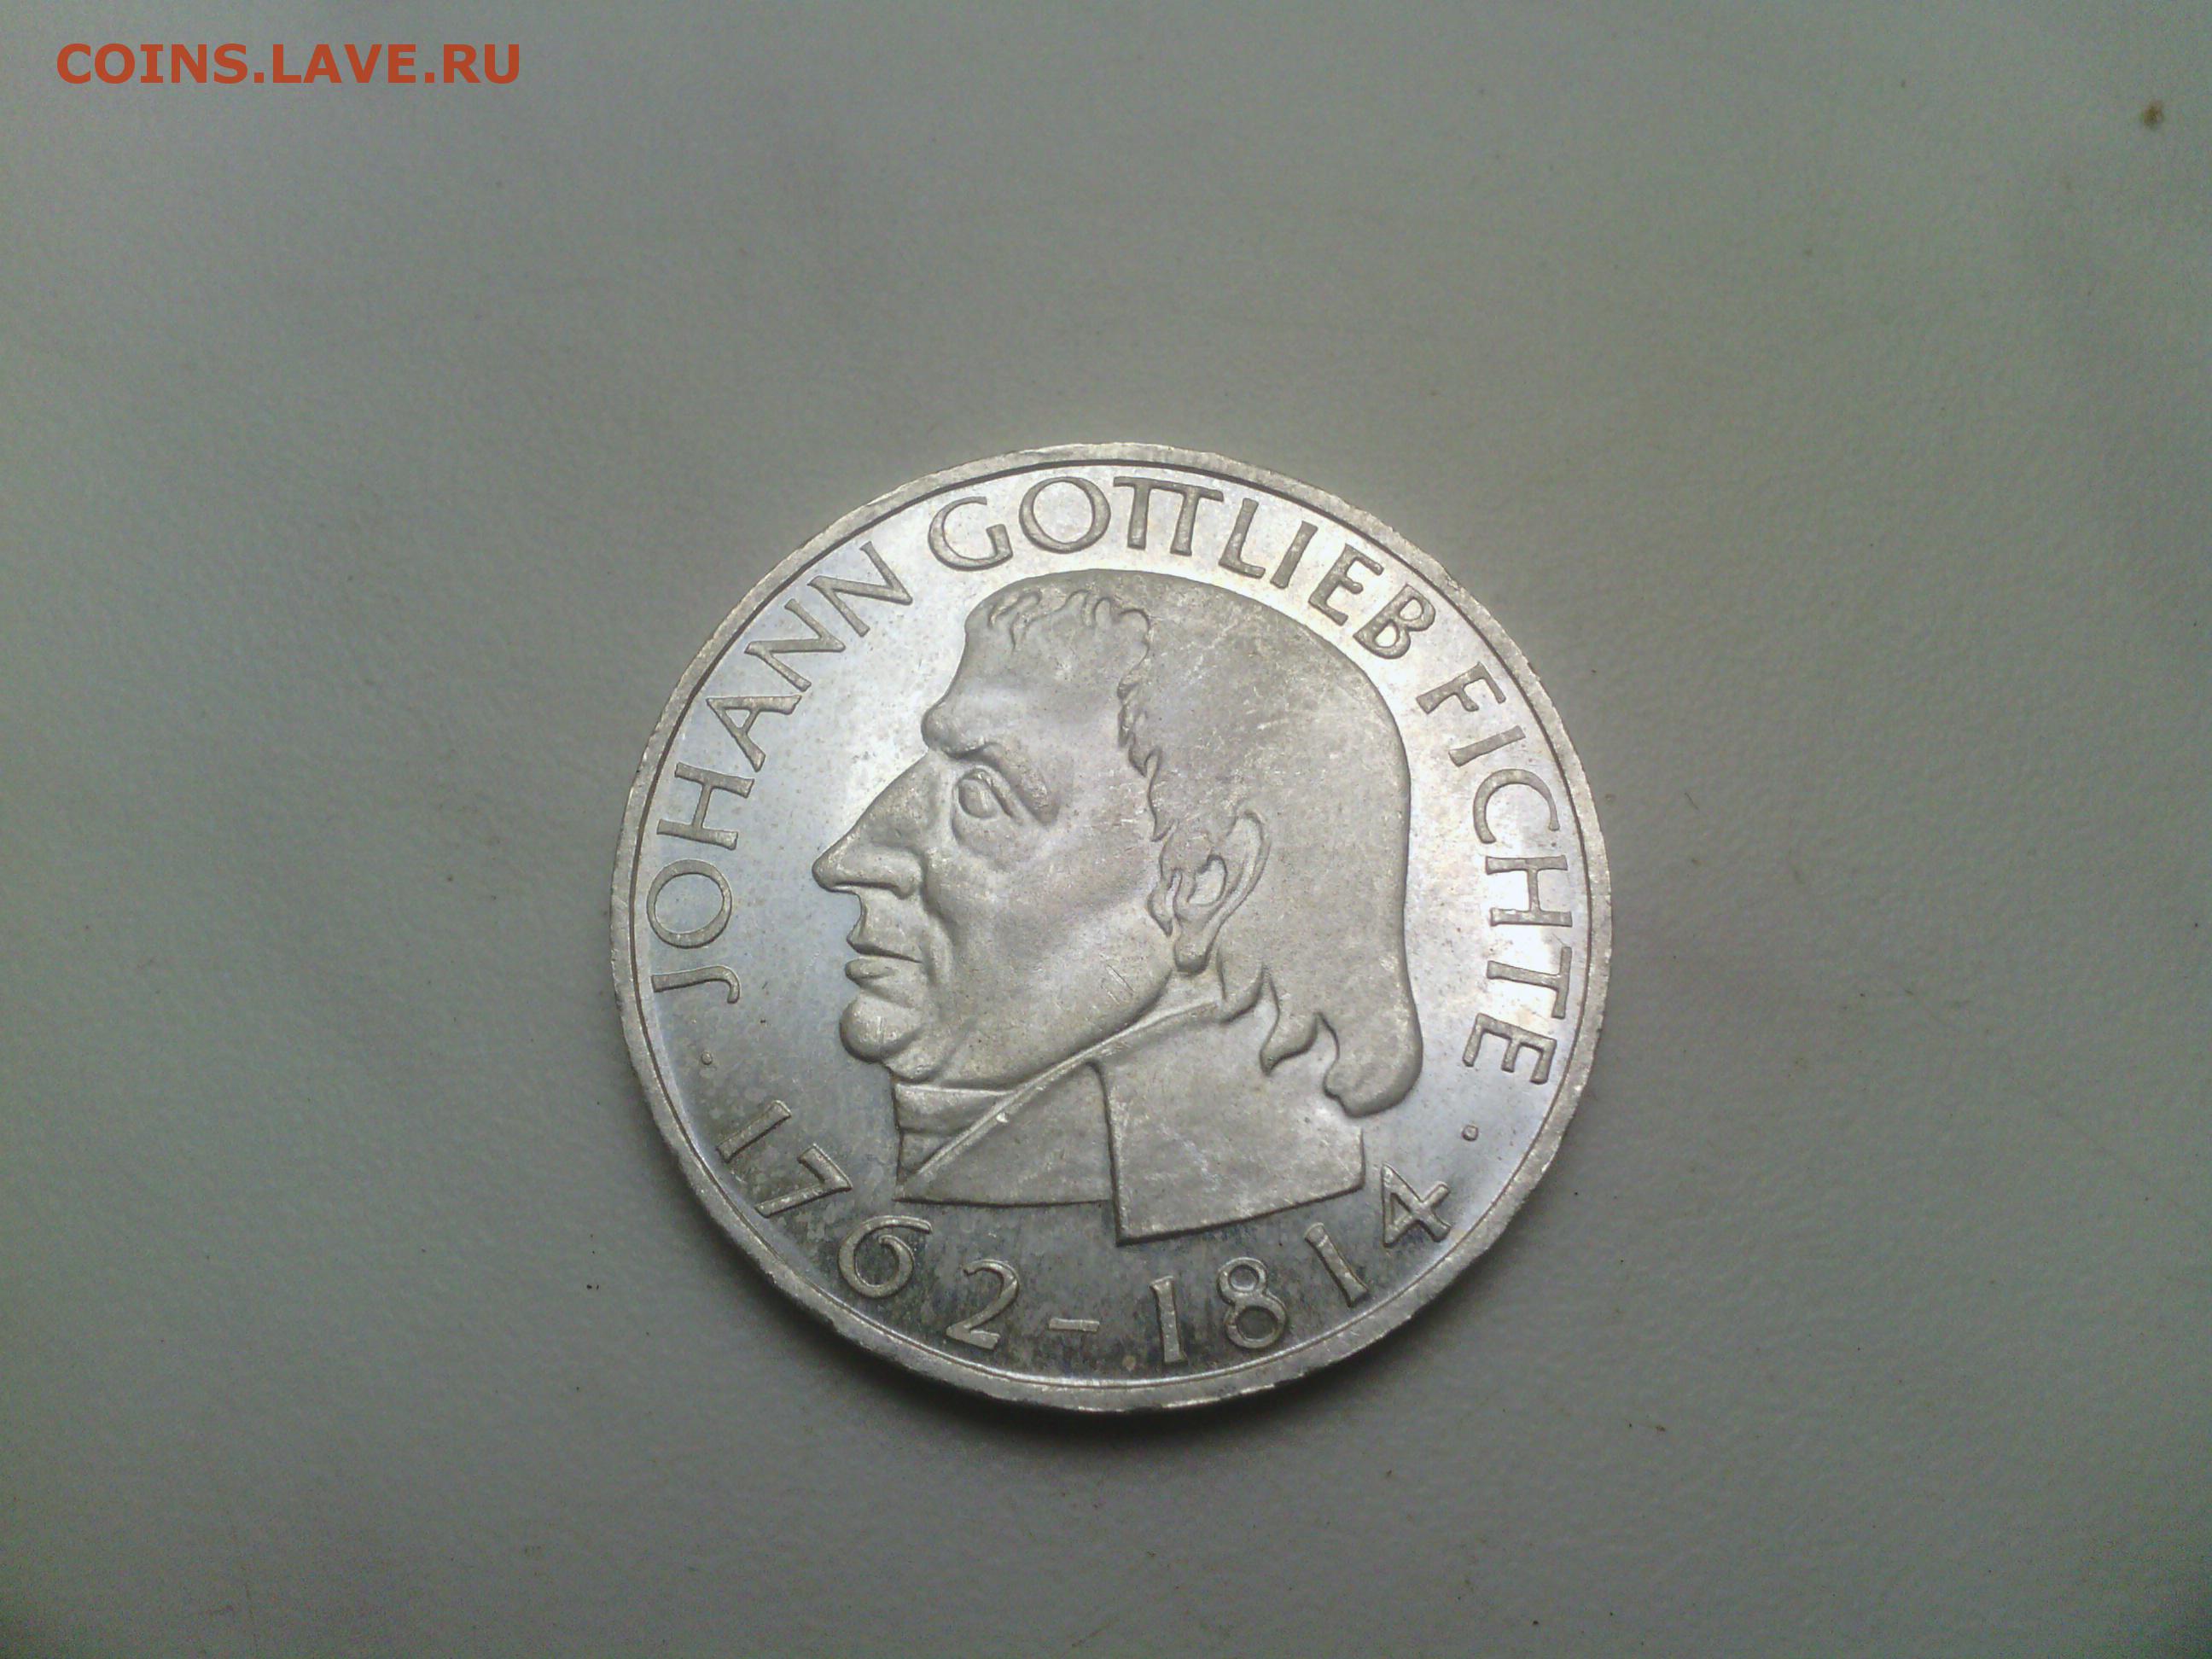 COINS.LAVE.RU
JOHANN GOTTLIEB FICHTE
· 1762 – 1814 ·